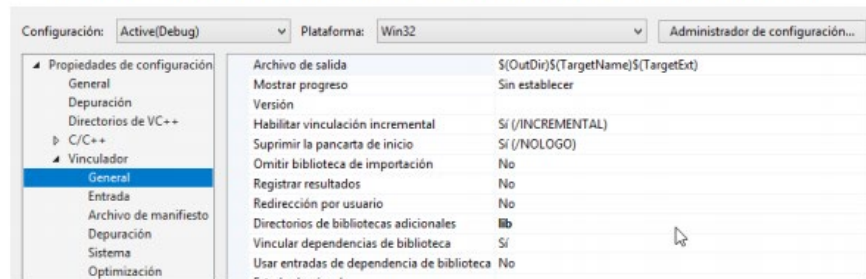 Configuración: Active(Debug) Plataforma: Win32 Administrador de configuración...
Propiedades de configuración
General
Depuración
Directorios de VC++
C/C++
Vinculador
General
Entrada
Archivo de manifiesto
Depuración
Sistema
Optimización
Archivo de salida $(OutDir)$(TargetName)$(TargetExt)
Mostrar progreso Sin establecer
Versión
Habilitar vinculación incremental Sí (/INCREMENTAL)
Suprimir la pancarta de inicio Sí (/NOLOGO)
Omitir biblioteca de importación No
Registrar resultados No
Redirección por usuario No
Directorios de bibliotecas adicionales lib
Vincular dependencias de biblioteca Sí
Usar entradas de dependencia de biblioteca No